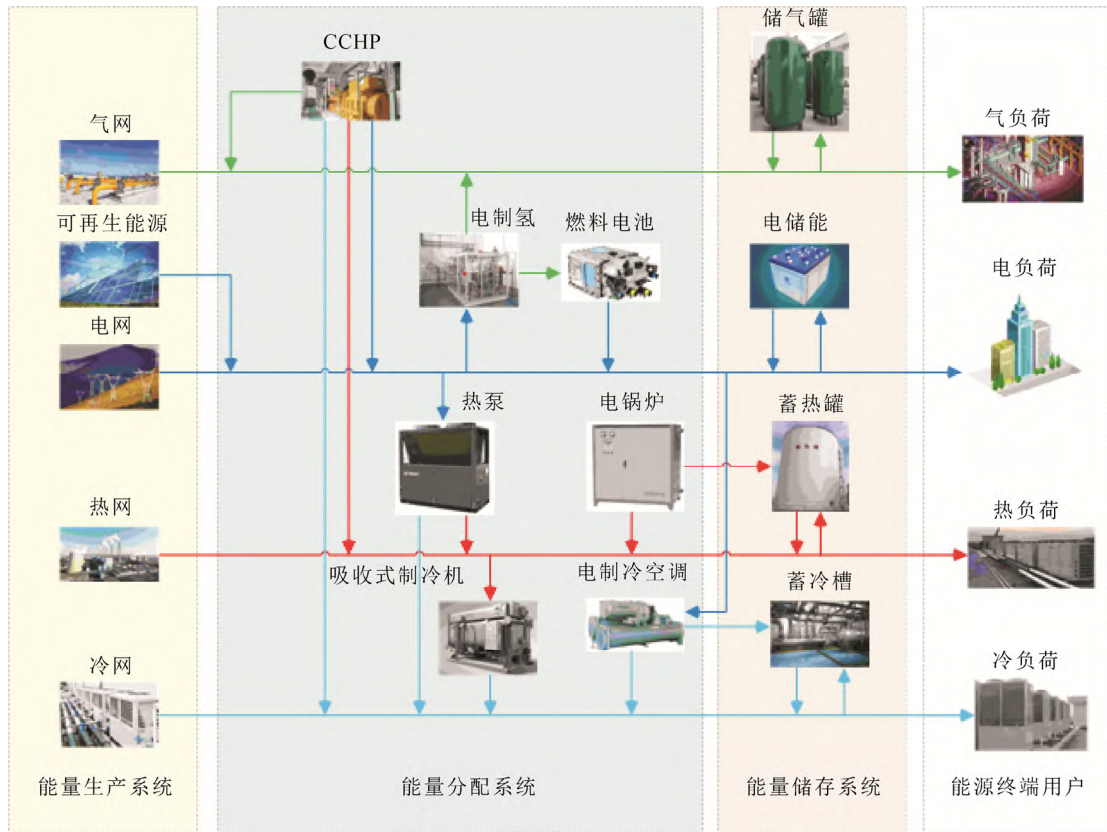 CCHP
储气罐
气网
气负荷
可再生能源
电制氢
燃料电池
电储能
电负荷
电网
热泵
电锅炉
蓄热罐
热网
热负荷
吸收式制冷机
电制冷空调
蓄冷槽
冷网
冷负荷
能量生产系统
能量分配系统
能量储存系统
能源终端用户